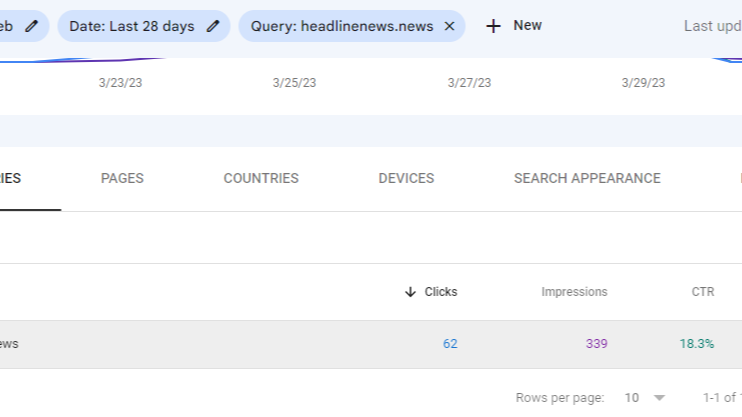 eb Date: Last 28 days Query: headlinenews.news × + New Last upd
3/23/23 3/25/23 3/27/23 3/29/23
IES PAGES COUNTRIES DEVICES SEARCH APPEARANCE
↓ Clicks Impressions CTR
ews 62 339 18.3%
Rows per page: 10 1-1 of